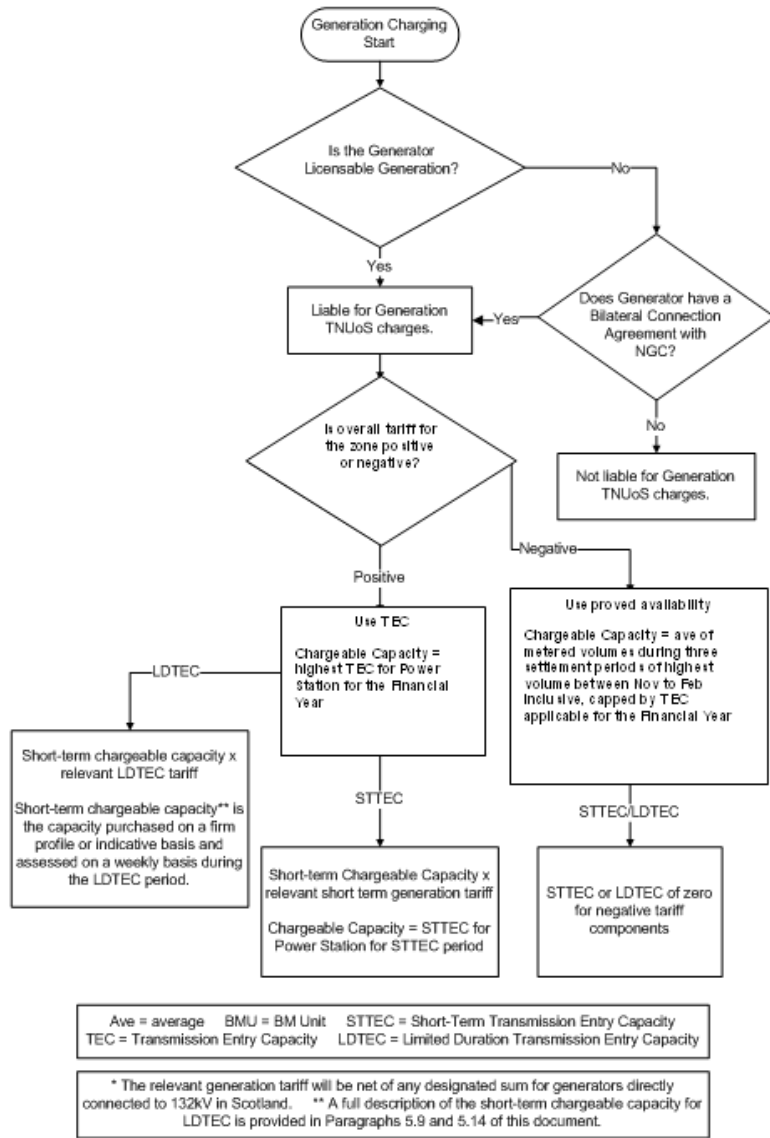 Generation Charging
Start
Is the Generator
Licensable Generation?
No
Yes
Does Generator have a
Bilateral Connection
Agreement with
NGC?
Liable for Generation
TNUoS charges.
Yes
No
Is overall tariff for
the zone positive
or negative?
Not liable for Generation
TNUoS charges.
Negative
Positive
Use TEC
Chargeable Capacity =
highest TEC for Power
Station for the Financial
Year
Use proved availability
Chargeable Capacity = ave of
metered volumes during three
settlement periods of highest
volume between Nov to Feb
inclusive, capped by TEC
applicable for the Financial Year
LDTEC
Short-term chargeable capacity x
relevant LDTEC tariff
Short-term chargeable capacity** is
the capacity purchased on a firm
profile or indicative basis and
assessed on a weekly basis during
the LDTEC period.
STTEC
STTEC/LDTEC
Short-term Chargeable Capacity x
relevant short term generation tariff
Chargeable Capacity = STTEC for
Power Station for STTEC period
STTEC or LDTEC of zero
for negative tariff
components
Ave = average BMU = BM Unit STTEC = Short-Term Transmission Entry Capacity
TEC = Transmission Entry Capacity LDTEC = Limited Duration Transmission Entry Capacity
* The relevant generation tariff will be net of any designated sum for generators directly
connected to 132kV in Scotland. ** A full description of the short-term chargeable capacity for
LDTEC is provided in Paragraphs 5.9 and 5.14 of this document.